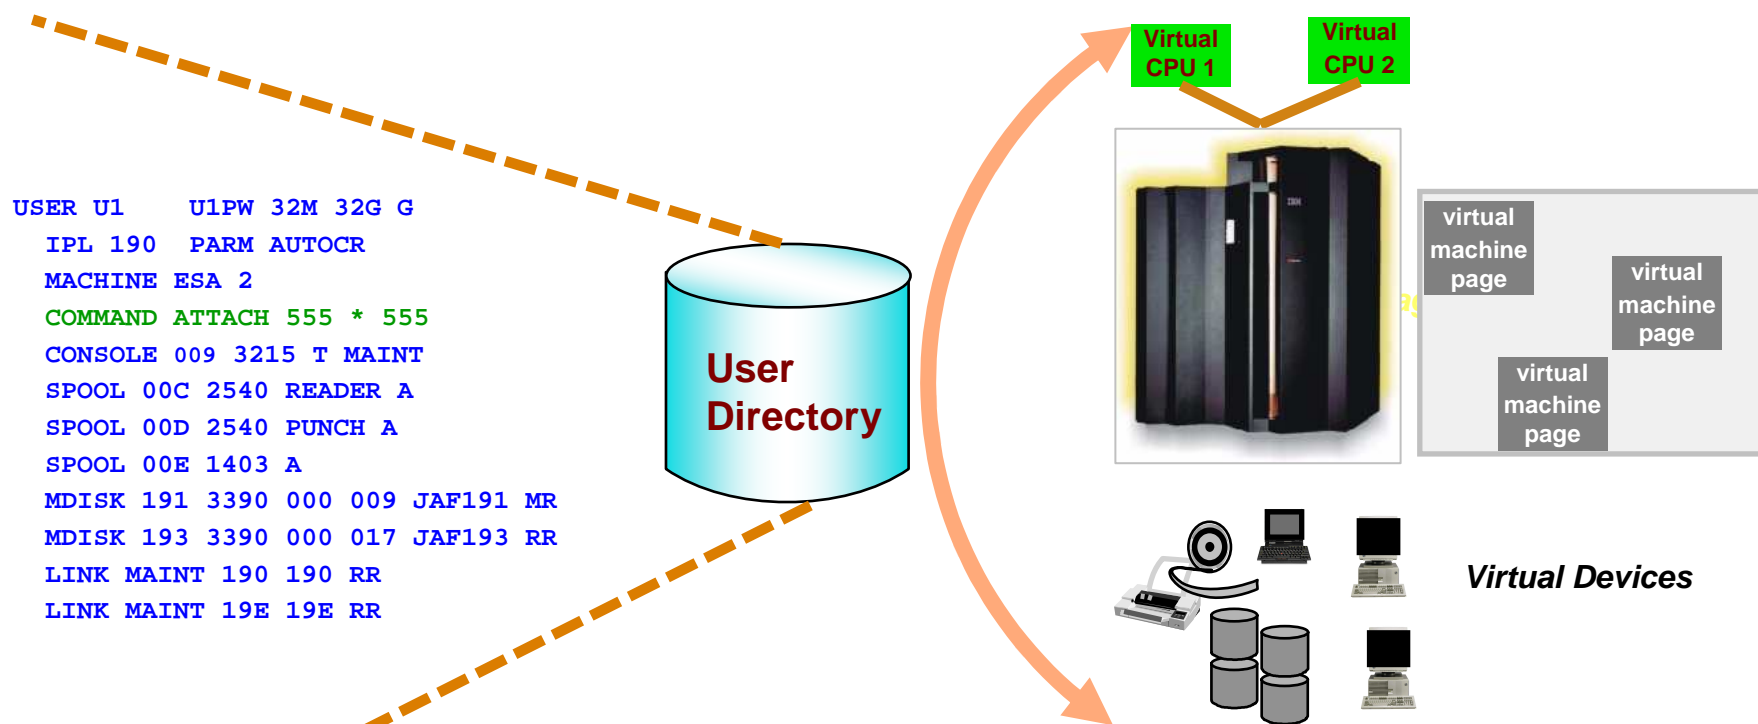 USER U1    U1PW 32M 32G G
IPL 190  PARM AUTOCR
MACHINE ESA 2
COMMAND ATTACH 555 * 555
CONSOLE 009 3215 T MAINT
SPOOL 00C 2540 READER A
SPOOL 00D 2540 PUNCH A
SPOOL 00E 1403 A
MDISK 191 3390 000 009 JAF191 MR
MDISK 193 3390 000 017 JAF193 RR
LINK MAINT 190 190 RR
LINK MAINT 19E 19E RR
User
Directory
Virtual
CPU 1
Virtual
CPU 2
IBM
virtual
machine
page
virtual
machine
page
virtual
machine
page
Virtual Devices